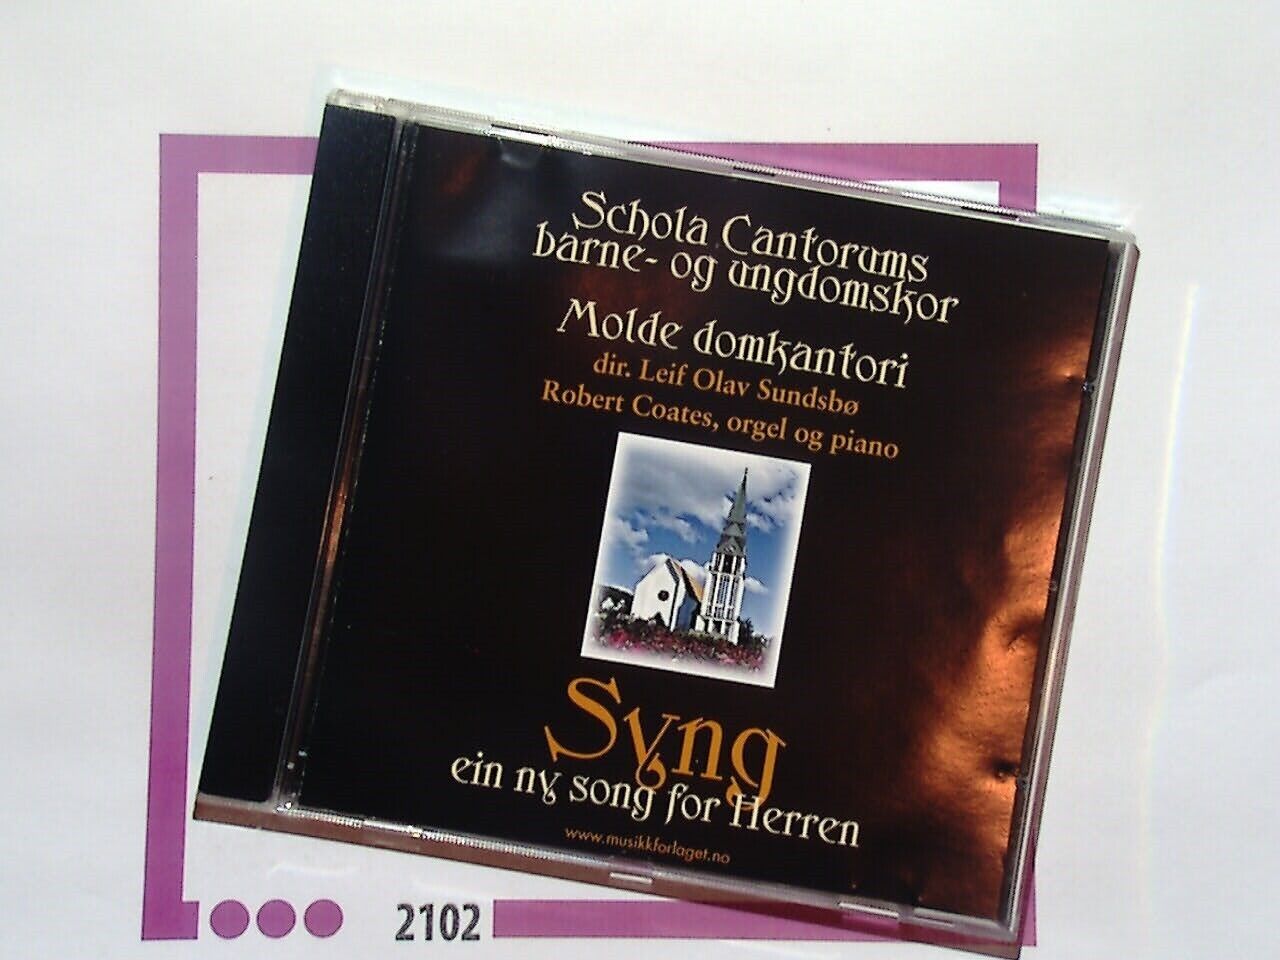 Schola Cantorums
barne- og ungdomskor
Molde domkantori
dir. Leif Olav Sundsbø
Robert Coates, orgel og piano
Syng
ein ny song for Herren
www.musikkforlaget.no
2102